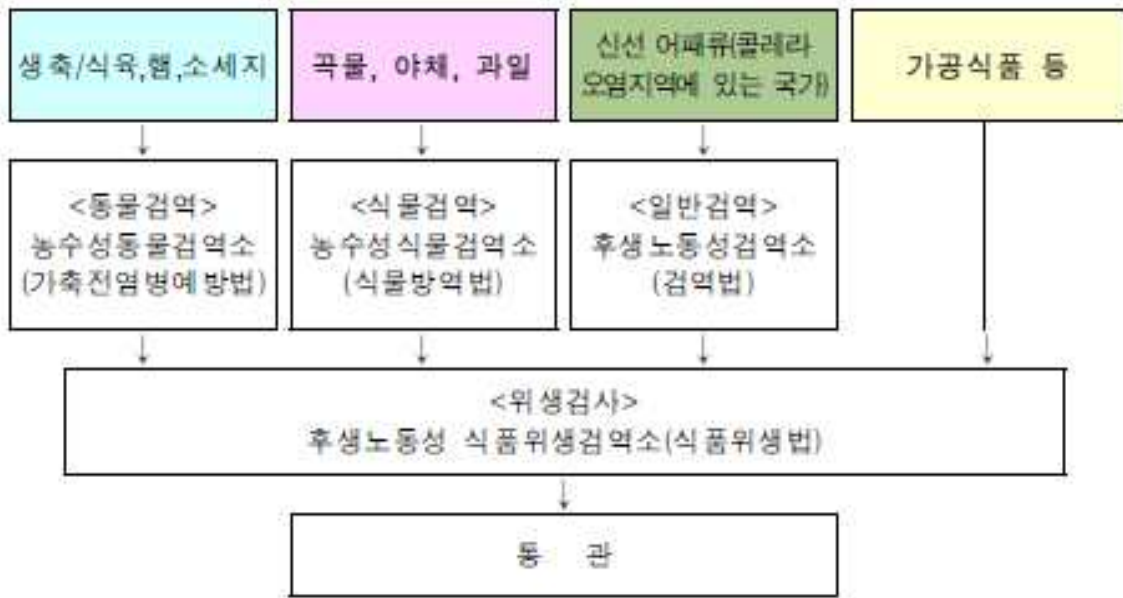 생축/식육,햄,소세지
곡물, 야채, 과일
신선 어패류(콜레라
오염지역에 있는 국가)
가공식품 등
<동물검역>
농수성동물검역소
(가축전염병예방법)
<식물검역>
농수성식물검역소
(식물방역법)
<일반검역>
후생노동성검역소
(검역법)
<위생검사>
후생노동성 식품위생검역소(식품위생법)
통 관